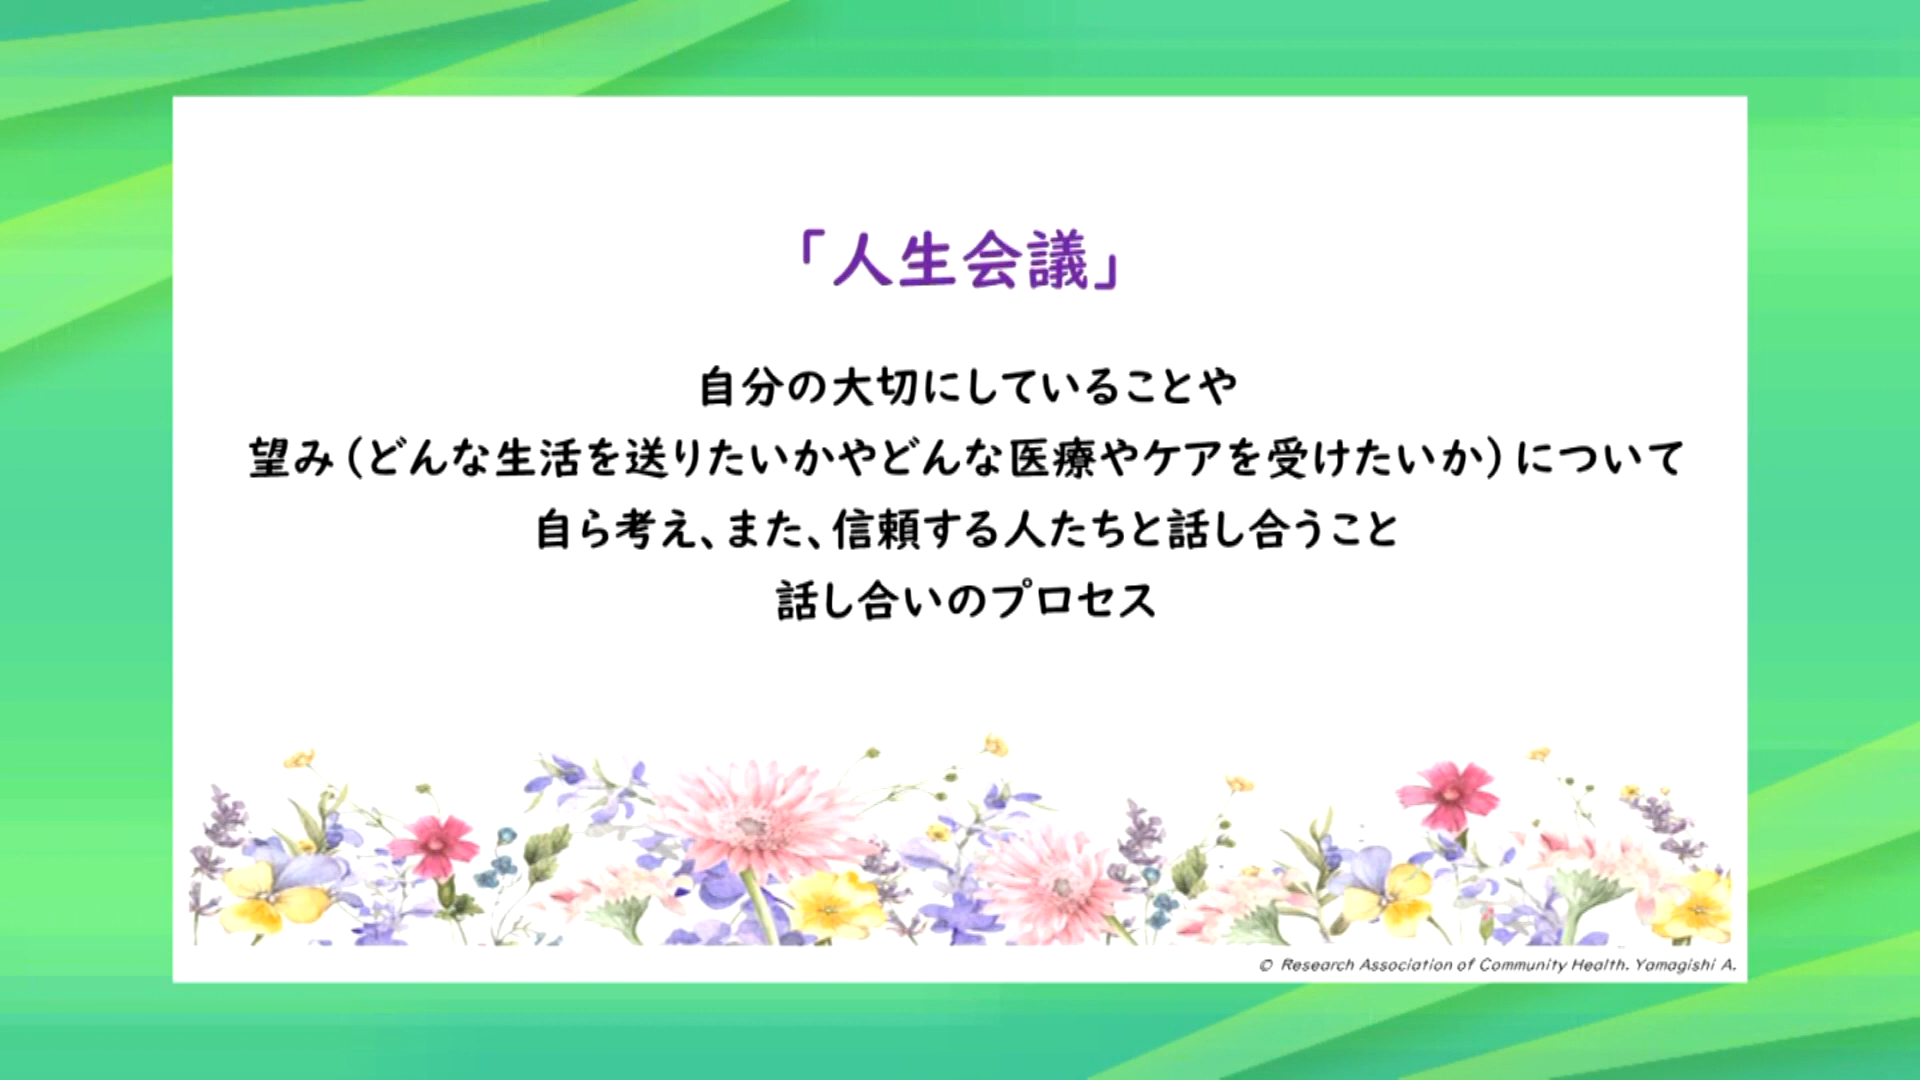 「人生会議」
自分の大切にしていることや
望み(どんな生活を送りたいかやどんな医療やケアを受けたいか)について
自ら考え、また、信頼する人たちと話し合うこと
話し合いのプロセス
© Research Association of Community Health. Yamagishi A.